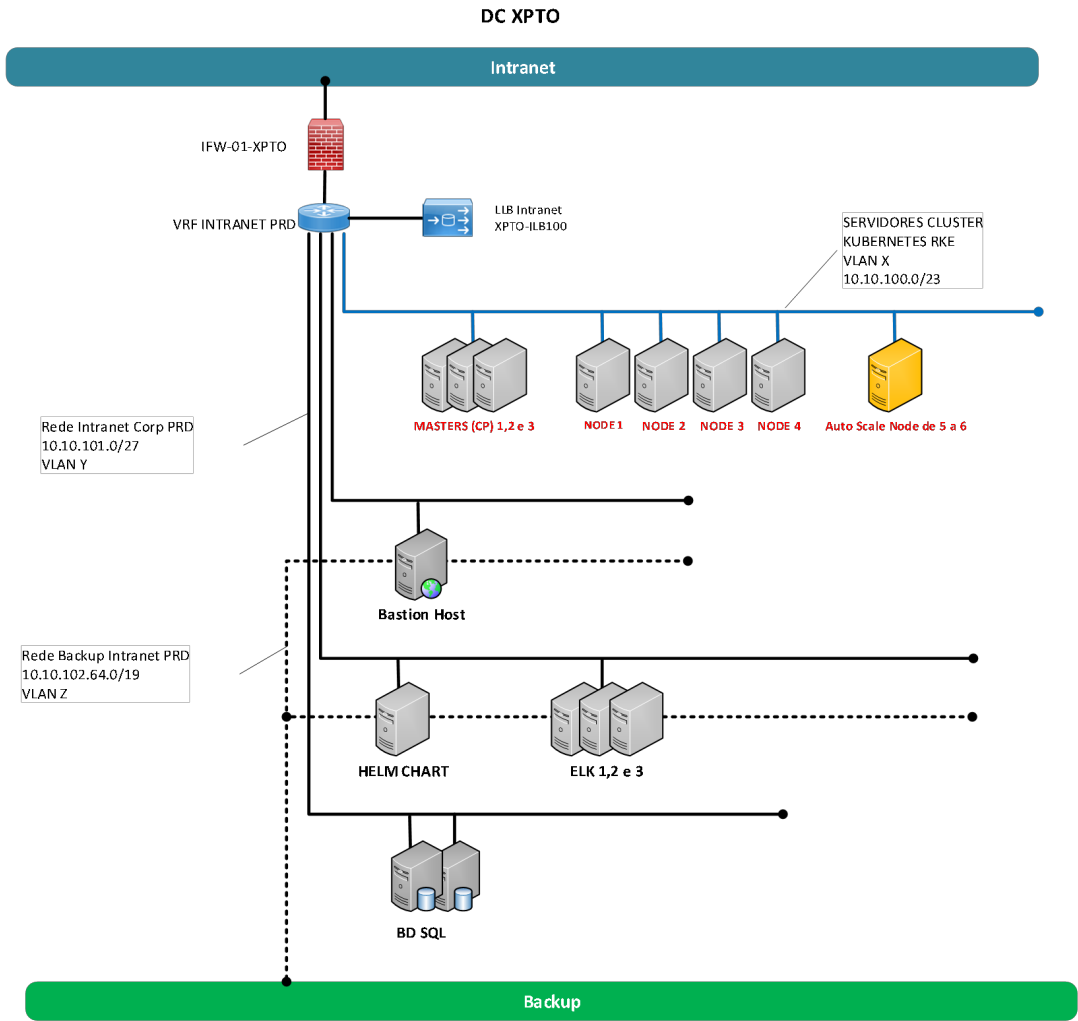 DC XPTO
Intranet
IFW-01-XPTO
VRF INTRANET PRD
LLB Intranet
XPTO-ILB100
SERVIDORES CLUSTER
KUBERNETES RKE
VLAN X
10.10.100.0/23
MASTERS (CP) 1,2 e 3
NODE 1
NODE 2
NODE 3
NODE 4
Auto Scale Node de 5 a 6
Rede Intranet Corp PRD
10.10.101.0/27
VLAN Y
Bastion Host
Rede Backup Intranet PRD
10.10.102.64.0/19
VLAN Z
HELM CHART
ELK 1,2 e 3
BD SQL
Backup